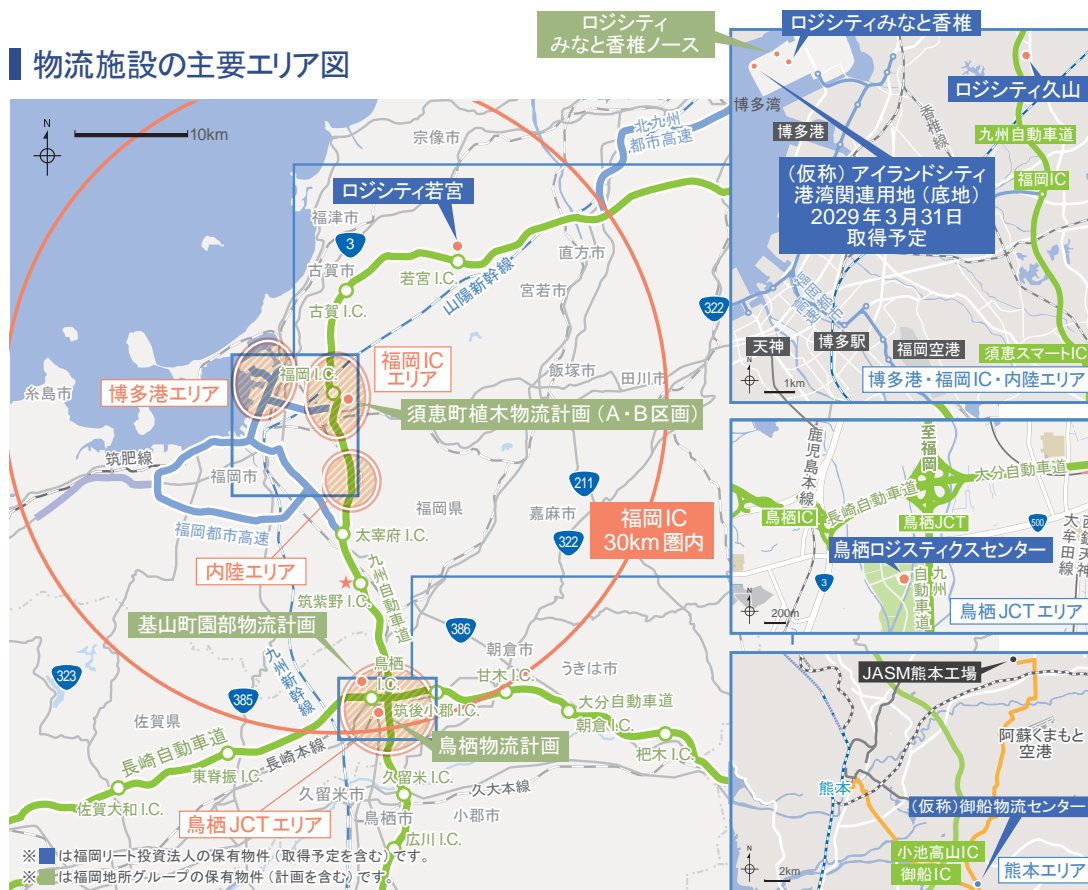 物流施設の主要エリア図
N
10km
宗像市
北九州
都市高速
ロジシティ若宮
福津市
3
古賀市
若宮 I.C.
直方市
古賀 I.C.
山陽新幹線
宮若市
322
福岡 I.C.
福岡IC
エリア
飯塚市
田川市
糸島市
博多港エリア
須恵町植木物流計画（A・B区画）
筑肥線
福岡市
福岡県
211
嘉麻市
福岡IC
30km圏内
322
福岡都市高速
太宰府 I.C.
内陸エリア
九州自動車道
筑紫野 I.C.
基山町園部物流計画
386
朝倉市
鳥栖
I.C.
甘木 I.C.
うきは市
九州新幹線
323
385
佐賀県
筑後小郡 I.C.
大分自動車道
朝倉 I.C.
鳥栖物流計画
杷木 I.C.
長崎自動車道
長崎本線
東脊振 I.C.
久留米 I.C.
久大本線
佐賀大和 I.C.
久留米市
鳥栖市
小郡市
鳥栖JCTエリア
広川 I.C.
※■は福岡リート投資法人の保有物件（取得予定を含む）です。
※■は福岡地所グループの保有物件（計画を含む）です。
ロジシティ
みなと香椎ノース
ロジシティみなと香椎
ロジシティ久山
博多湾
香椎線
博多港
九州自動車道
（仮称）アイランドシティ
港湾関連用地（底地）
2029年3月31日
取得予定
福岡IC
福岡都市高速
天神
博多駅
福岡空港
須恵スマートIC
N
1km
博多港・福岡IC・内陸エリア
鹿児島本線
至福岡
大分自動車道
長崎自動車道
鳥栖IC
鳥栖JCT
500
西鉄天神
大牟田線
鳥栖ロジスティクスセンター
3
九州
自動車道
N
200m
鳥栖JCTエリア
JASM熊本工場
阿蘇くまもと
空港
熊本
（仮称）御船物流センター
小池高山IC
御船IC
N
2km
熊本エリア